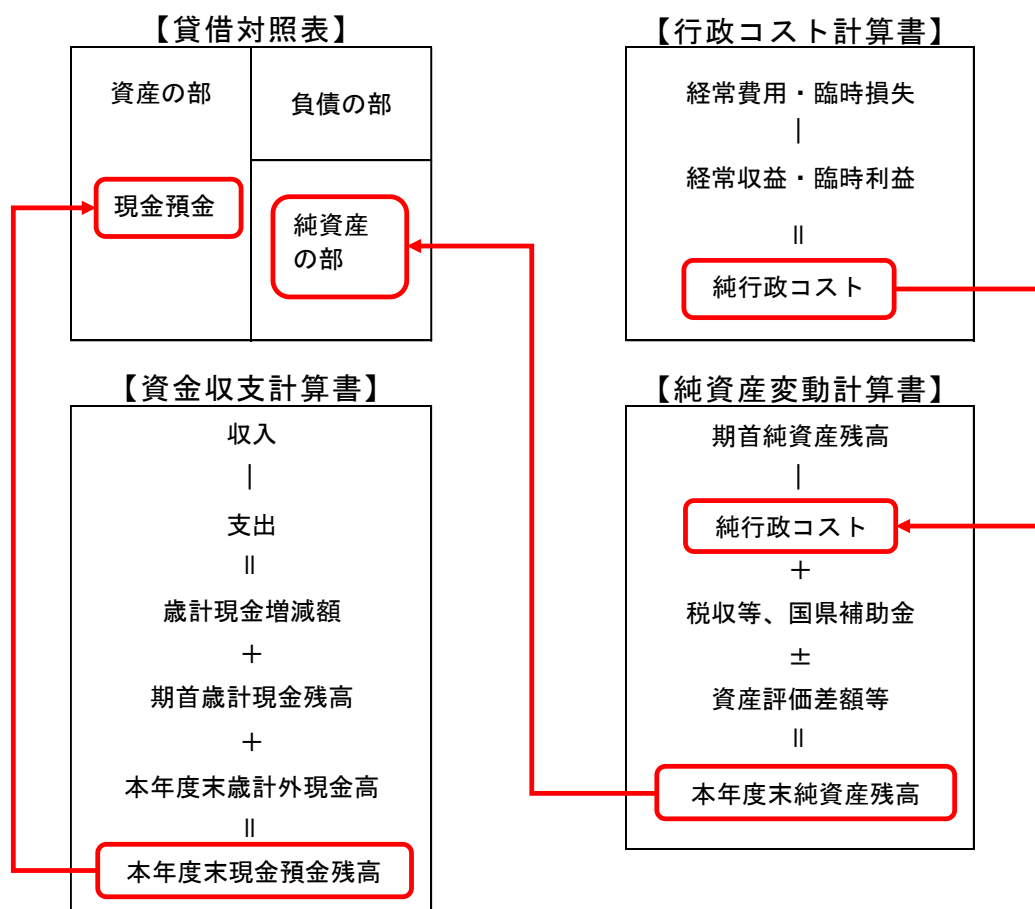 【貸借対照表】
資産の部
負債の部
現金預金
純資産
の部
【行政コスト計算書】
経常費用・臨時損失
｜
経常収益・臨時利益
＝
純行政コスト
【資金収支計算書】
収入
｜
支出
＝
歳計現金増減額
＋
期首歳計現金残高
＋
本年度末歳計外現金高
＝
本年度末現金預金残高
【純資産変動計算書】
期首純資産残高
｜
純行政コスト
＋
税収等、国県補助金
±
資産評価差額等
＝
本年度末純資産残高